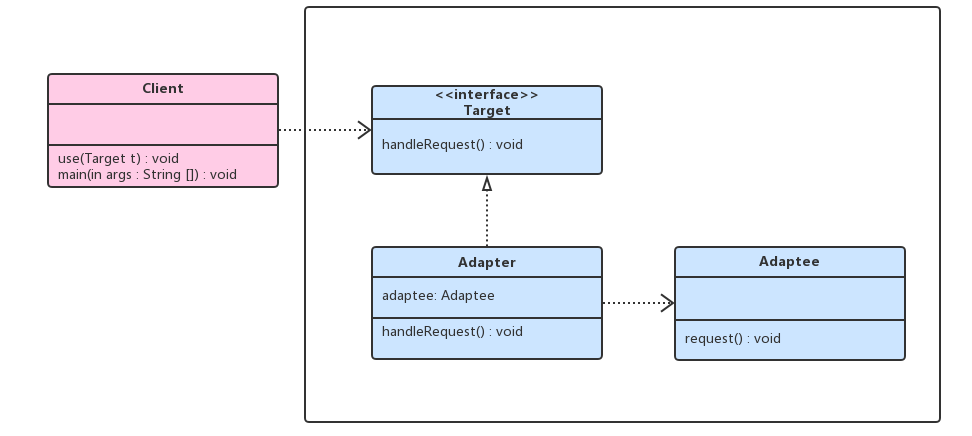 Client
use(Target t) : void
main(in args : String []) : void
<<interface>>
Target
handleRequest() : void
Adapter
adaptee: Adaptee
handleRequest() : void
Adaptee
request() : void